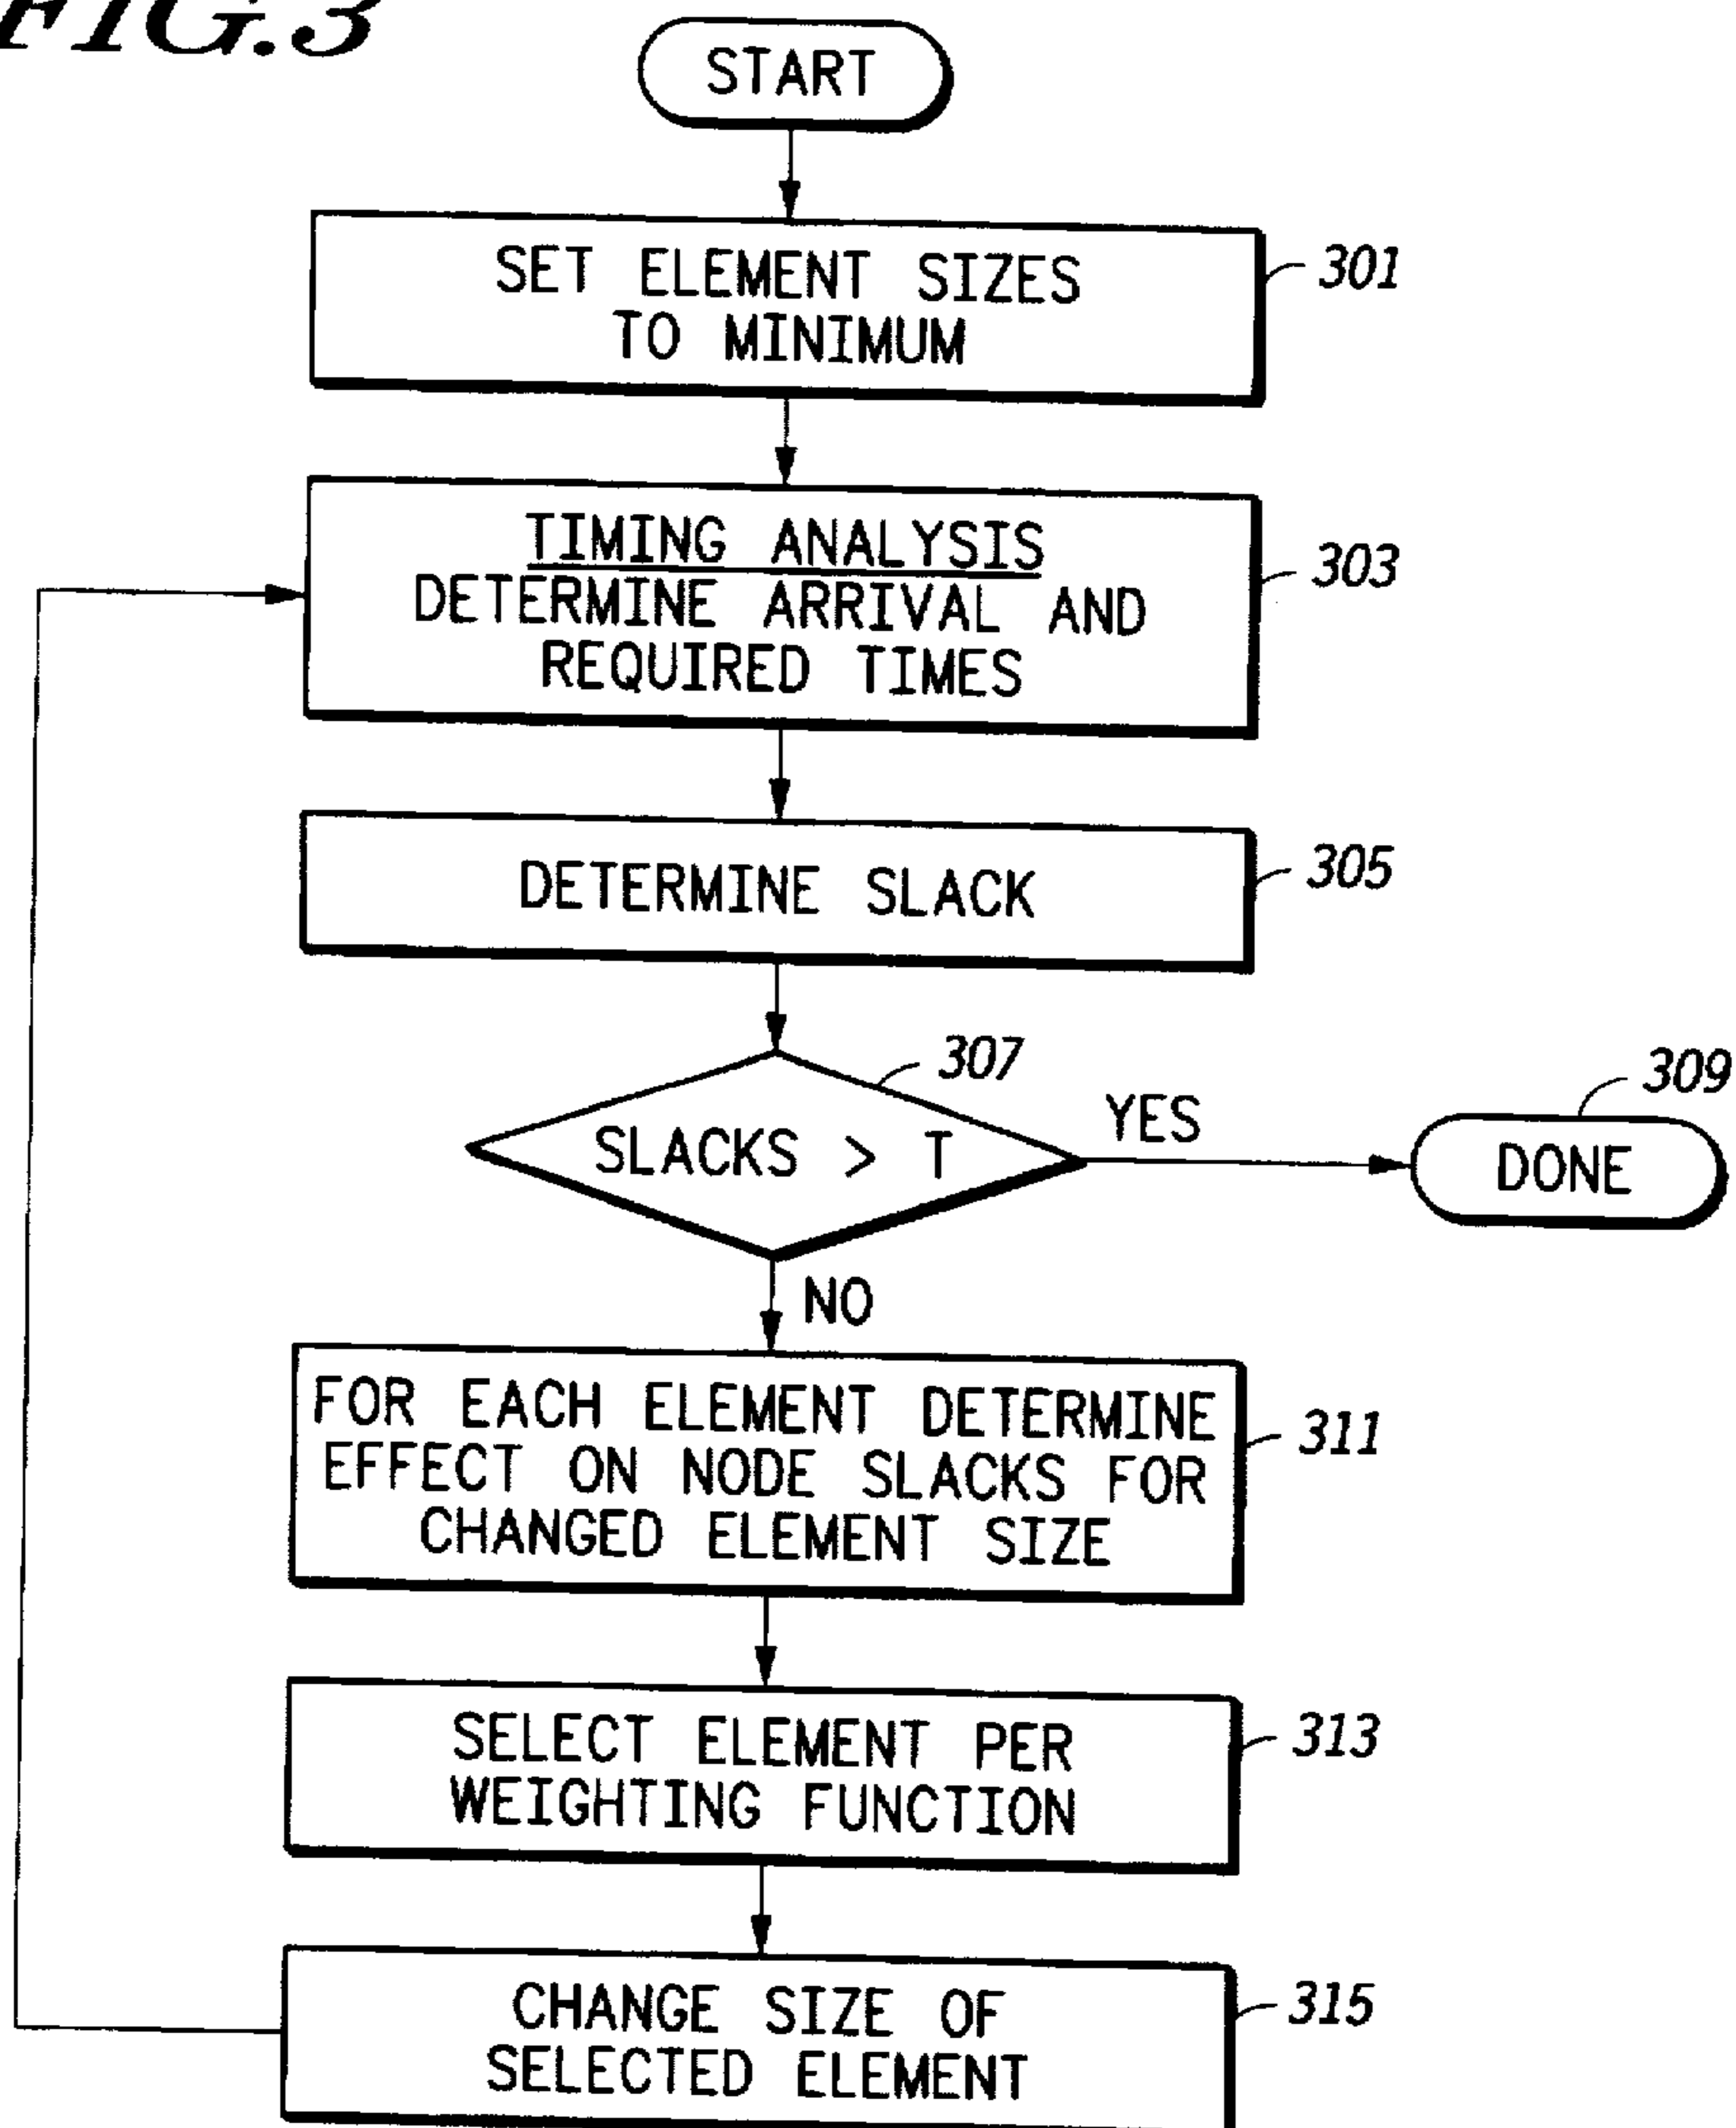 FIG.3
START
SET ELEMENT SIZES
TO MINIMUM
301
TIMING ANALYSIS
DETERMINE ARRIVAL AND
REQUIRED TIMES
303
DETERMINE SLACK
305
307
SLACKS > T
YES
309
DONE
NO
FOR EACH ELEMENT DETERMINE
EFFECT ON NODE SLACKS FOR
CHANGED ELEMENT SIZE
311
SELECT ELEMENT PER
WEIGHTING FUNCTION
313
CHANGE SIZE OF
SELECTED ELEMENT
315